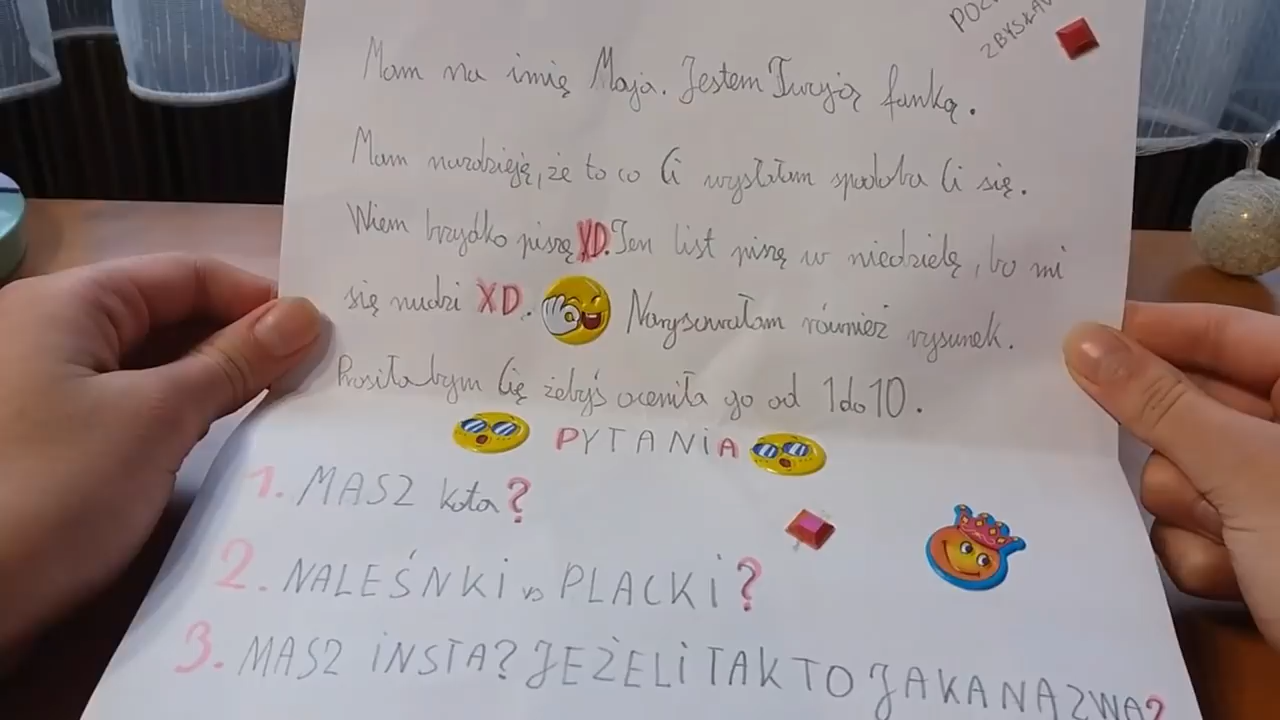 Mam na imię Maja. Jestem Twoją fanką.
Mam nardzieję, że to co Ci wysłałam spodoba Ci się.
Wiem brzydko piszę XD. Ten list piszę w niedzielę, bo mi
się nudzi XD. Narysowałam również rysunek.
Prosiłabym Cię żebyś oceniła go od 1 do 10.
PYTANiA
1. MASZ kota?
2. NALEŚNKi vs PLACKi?
3. MASZ iNSTA? JEŻELi TAK TO JAKA NAZWA?